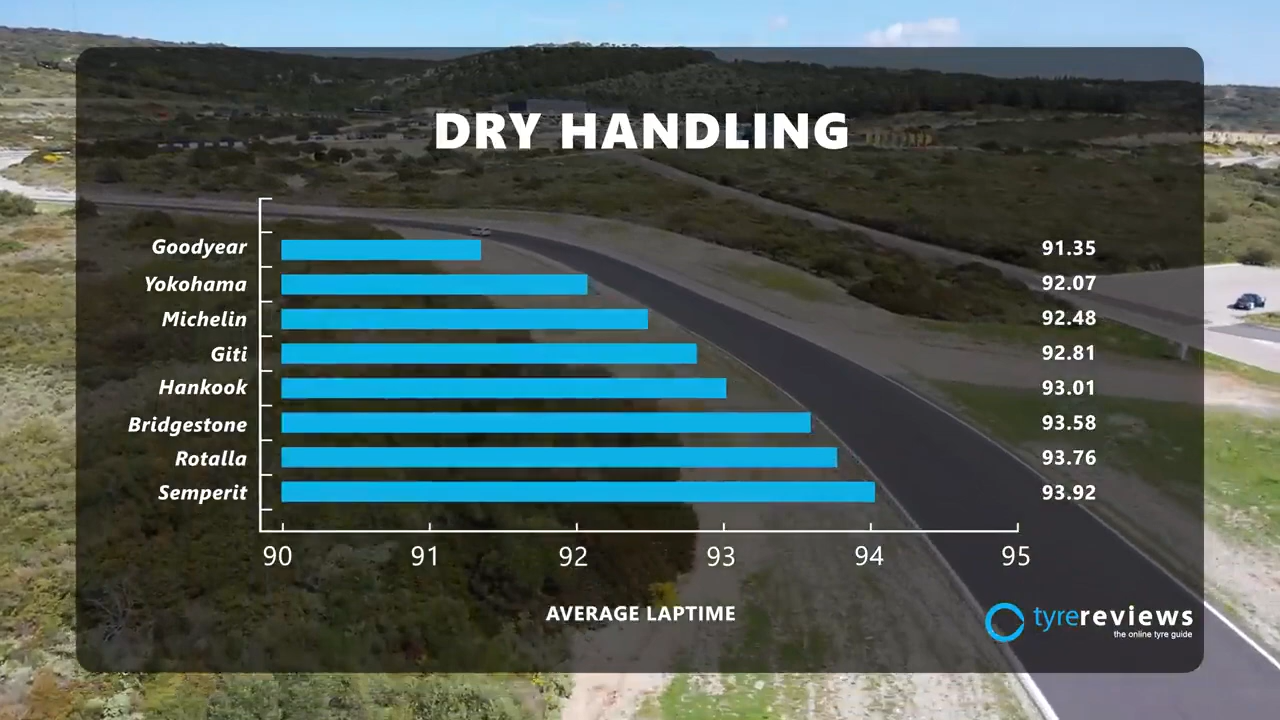 DRY HANDLING
Goodyear 91.35
Yokohama 92.07
Michelin 92.48
Giti 92.81
Hankook 93.01
Bridgestone 93.58
Rotalla 93.76
Semperit 93.92
90 91 92 93 94 95
AVERAGE LAPTIME
tyrereviews
the online tyre guide